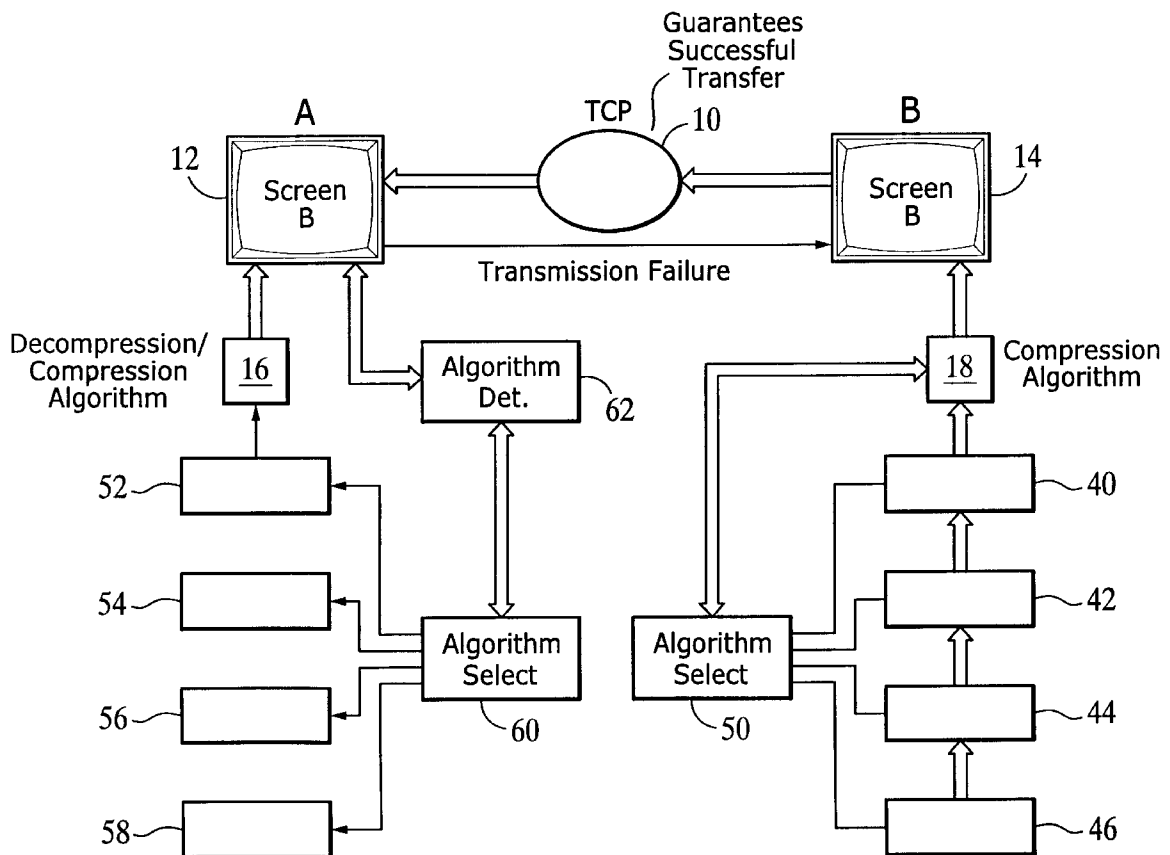 Guarantees
Successful
Transfer
A
TCP
10
B
12
Screen
B
Screen
B
14
Transmission Failure
Decompression/
Compression
Algorithm
16
Algorithm
Det.
62
18
Compression
Algorithm
52
40
54
42
Algorithm
Select
60
Algorithm
Select
50
56
44
58
46